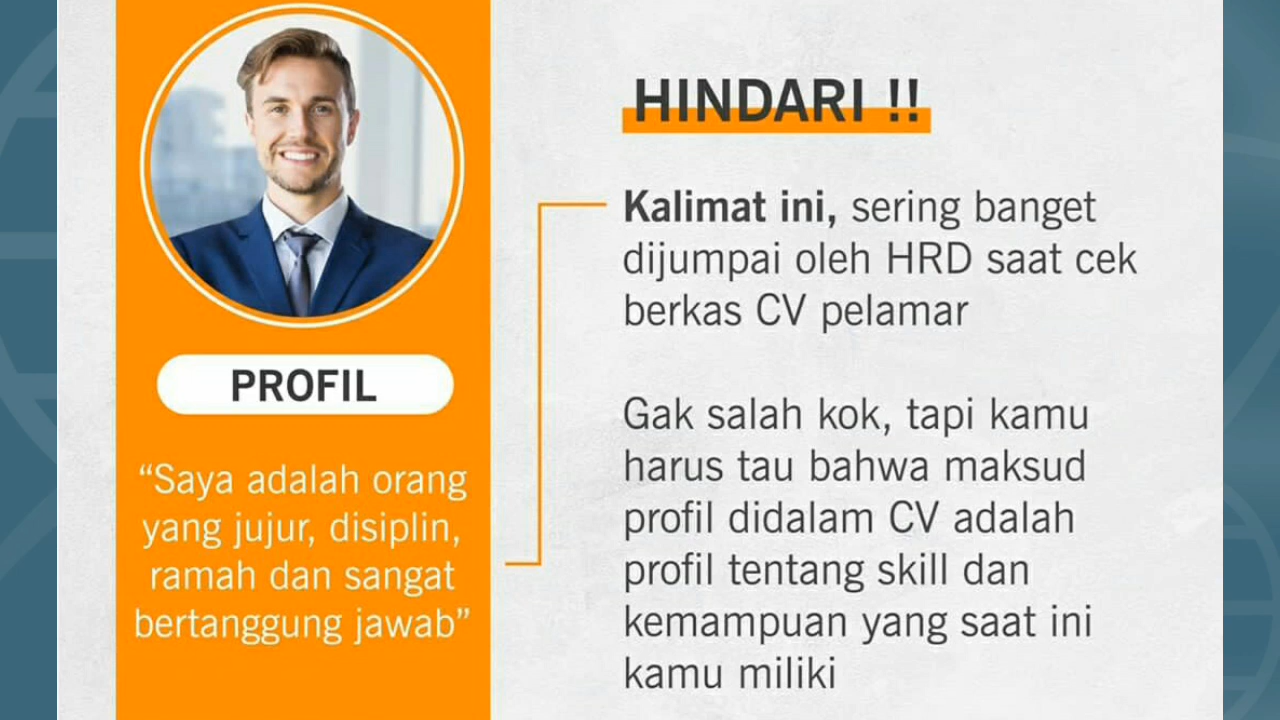 PROFIL
“Saya adalah orang
yang jujur, disiplin,
ramah dan sangat
bertanggung jawab”
HINDARI !!
Kalimat ini, sering banget
dijumpai oleh HRD saat cek
berkas CV pelamar
Gak salah kok, tapi kamu
harus tau bahwa maksud
profil didalam CV adalah
profil tentang skill dan
kemampuan yang saat ini
kamu miliki